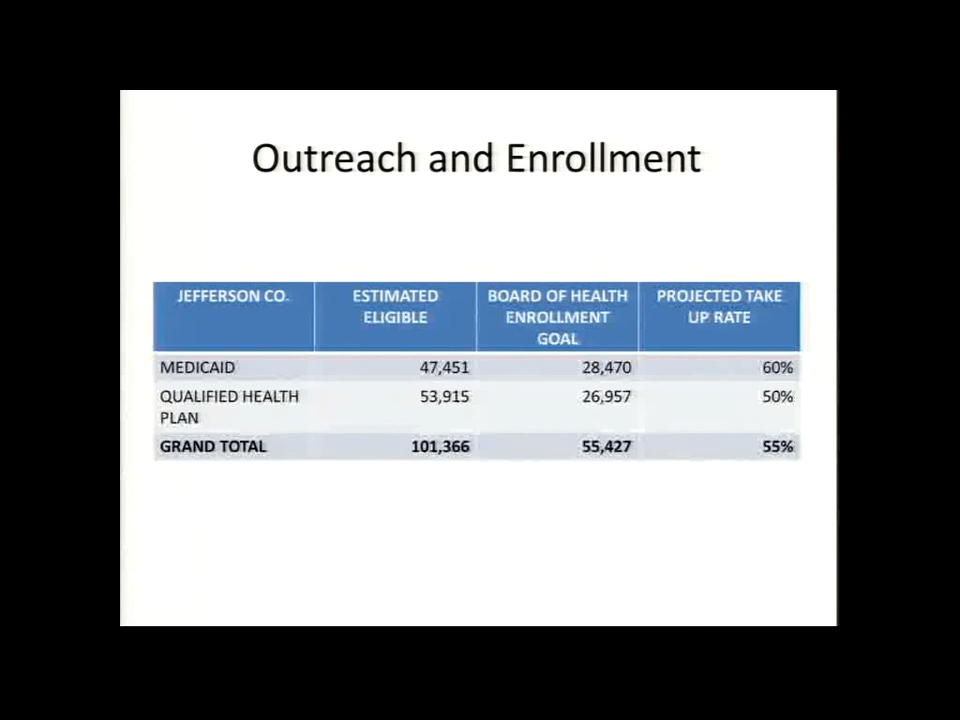 Outreach and Enrollment
JEFFERSON CO. ESTIMATED BOARD OF HEALTH PROJECTED TAKE
ELIGIBLE ENROLLMENT UP RATE
GOAL
MEDICAID 47,451 28,470 60%
QUALIFIED HEALTH 53,915 26,957 50%
PLAN
GRAND TOTAL 101,366 55,427 55%